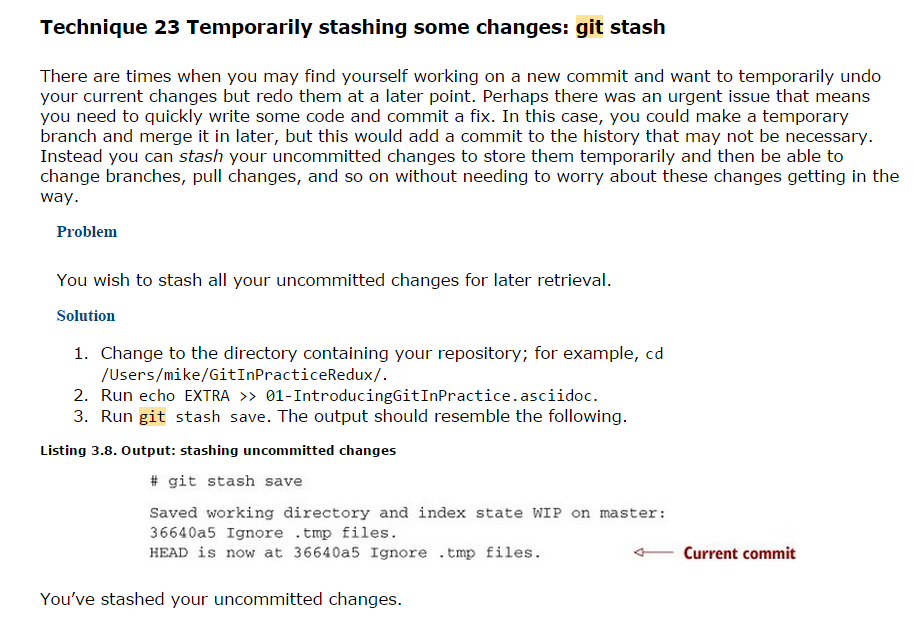 Technique 23 Temporarily stashing some changes: git stash
There are times when you may find yourself working on a new commit and want to temporarily undo
your current changes but redo them at a later point. Perhaps there was an urgent issue that means
you need to quickly write some code and commit a fix. In this case, you could make a temporary
branch and merge it in later, but this would add a commit to the history that may not be necessary.
Instead you can stash your uncommitted changes to store them temporarily and then be able to
change branches, pull changes, and so on without needing to worry about these changes getting in the
way.
Problem
You wish to stash all your uncommitted changes for later retrieval.
Solution
1. Change to the directory containing your repository; for example, cd
/Users/mike/GitInPracticeRedux/.
2. Run echo EXTRA >> 01-IntroducingGitInPractice.asciidoc.
3. Run git stash save. The output should resemble the following.
Listing 3.8. Output: stashing uncommitted changes
# git stash save
Saved working directory and index state WIP on master:
36640a5 Ignore .tmp files.
HEAD is now at 36640a5 Ignore .tmp files. Current commit
You’ve stashed your uncommitted changes.